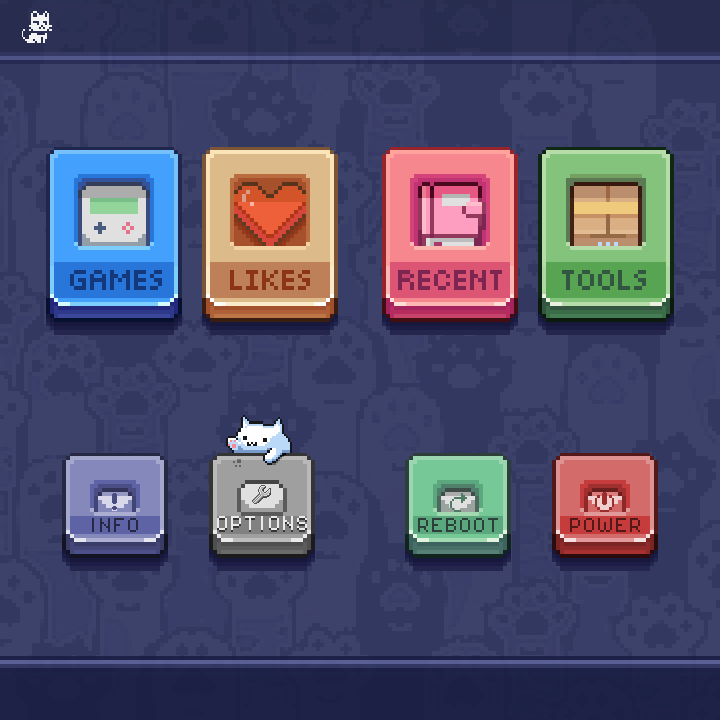 GAMES
LIKES
RECENT
TOOLS
INFO
OPTIONS
REBOOT
POWER